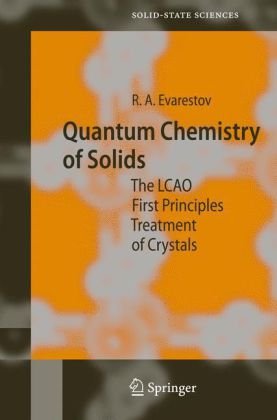 SOLID-STATE SCIENCES
R. A. Evarestov
Quantum Chemistry
of Solids
The LCAO
First Principles
Treatment
of Crystals
Springer